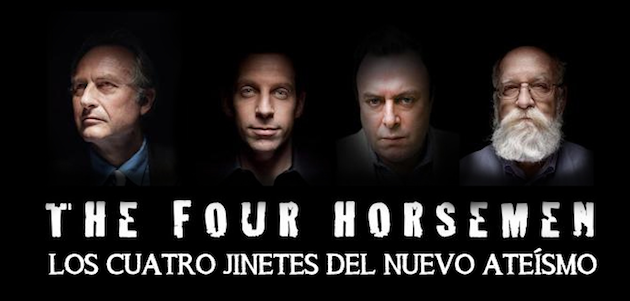 THE FOUR HORSEMEN
LOS CUATRO JINETES DEL NUEVO ATEÍSMO